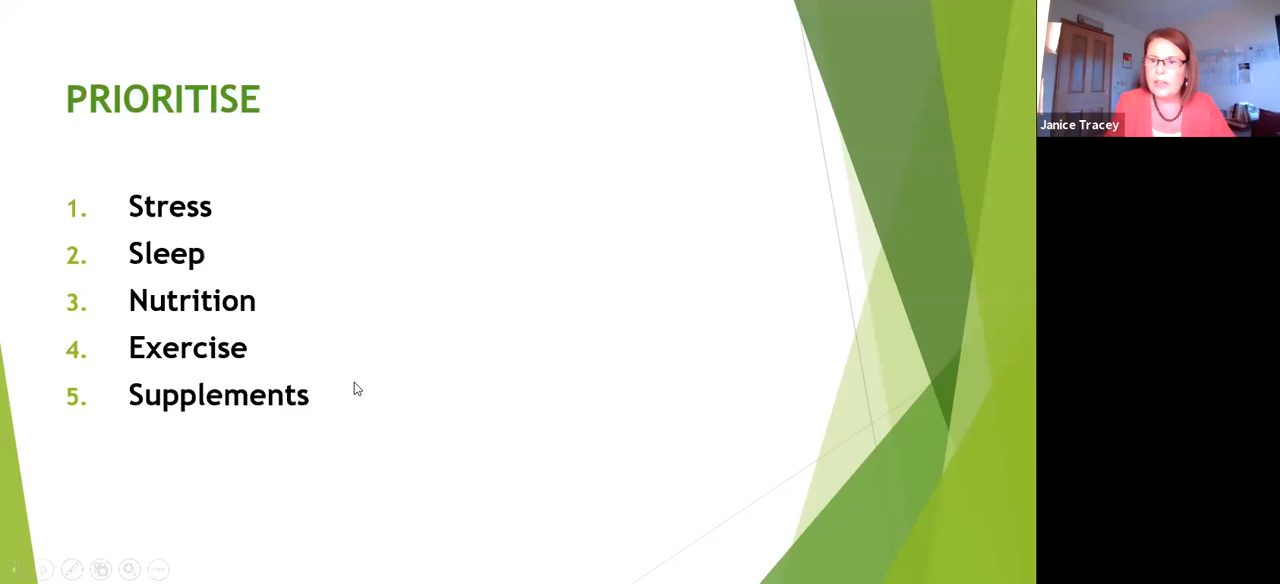 PRIORITISE
1. Stress
2. Sleep
3. Nutrition
4. Exercise
5. Supplements
Janice Tracey